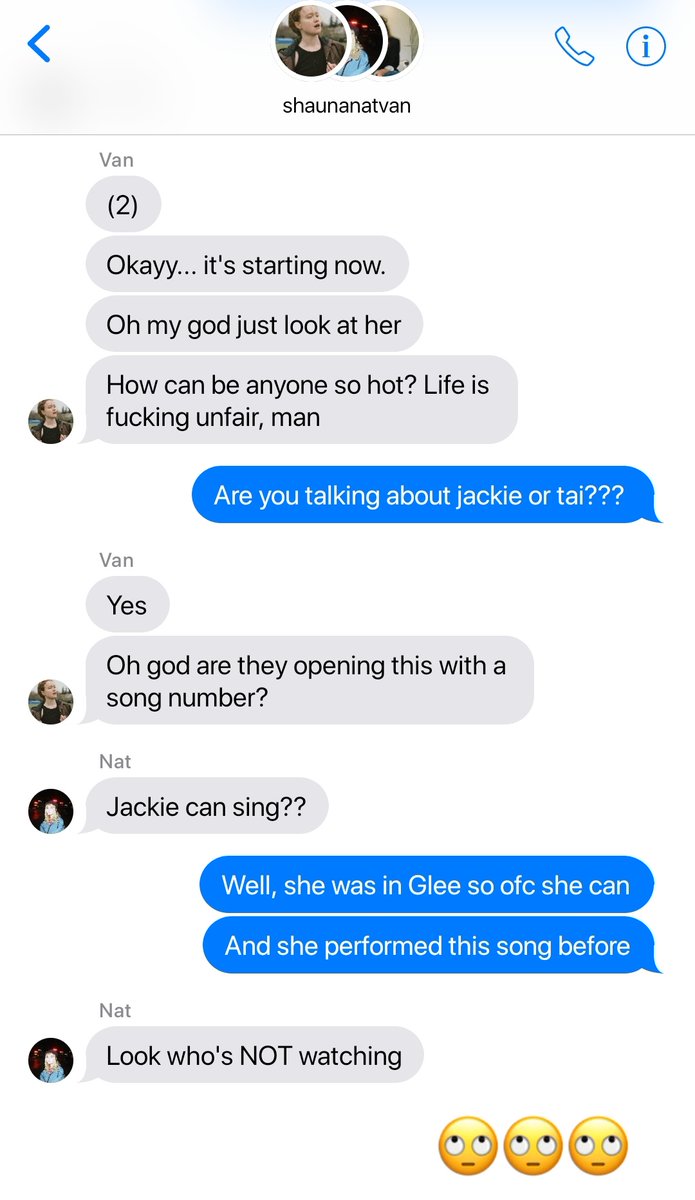 shaunanatvan
Van
(2)
Okayy... it's starting now.
Oh my god just look at her
How can be anyone so hot? Life is
fucking unfair, man
Are you talking about jackie or tai???
Van
Yes
Oh god are they opening this with a
song number?
Nat
Jackie can sing??
Well, she was in Glee so ofc she can
And she performed this song before
Nat
Look who's NOT watching
🙄🙄🙄